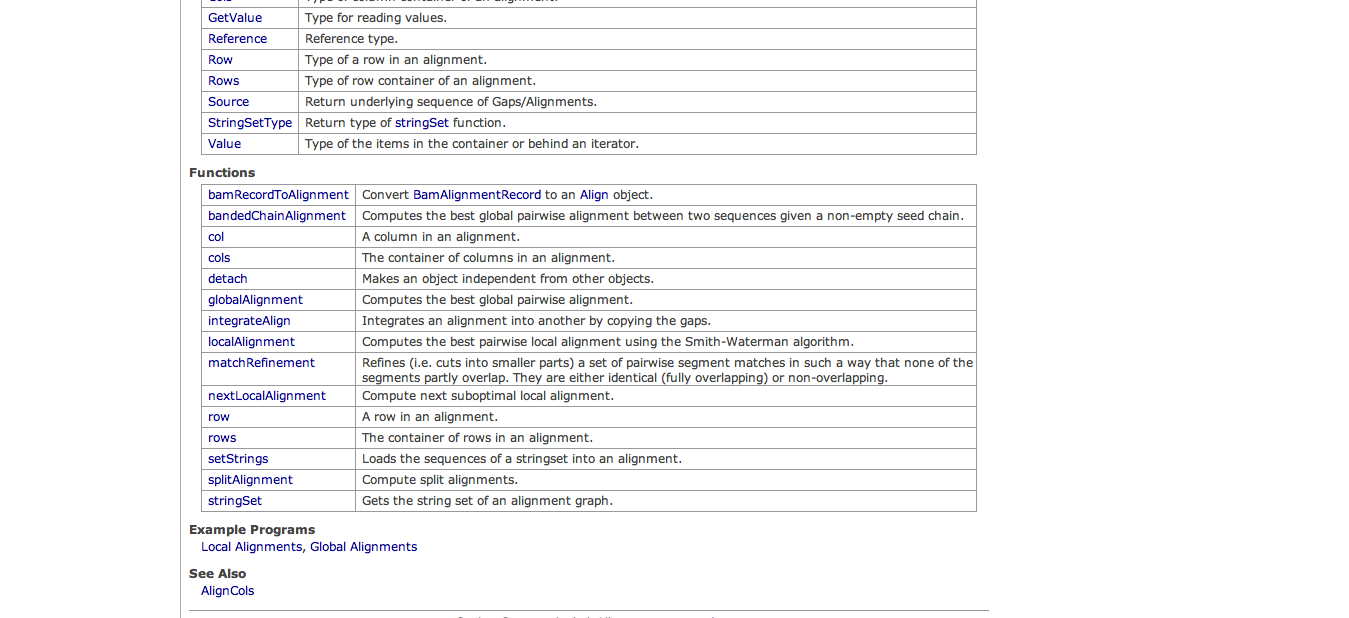 GetValue Type for reading values.
Reference Reference type.
Row Type of a row in an alignment.
Rows Type of row container of an alignment.
Source Return underlying sequence of Gaps/Alignments.
StringSetType Return type of stringSet function.
Value Type of the items in the container or behind an iterator.
Functions
bamRecordToAlignment Convert BamAlignmentRecord to an Align object.
bandedChainAlignment Computes the best global pairwise alignment between two sequences given a non-empty seed chain.
col A column in an alignment.
cols The container of columns in an alignment.
detach Makes an object independent from other objects.
globalAlignment Computes the best global pairwise alignment.
integrateAlign Integrates an alignment into another by copying the gaps.
localAlignment Computes the best pairwise local alignment using the Smith-Waterman algorithm.
matchRefinement Refines (i.e. cuts into smaller parts) a set of pairwise segment matches in such a way that none of the
segments partly overlap. They are either identical (fully overlapping) or non-overlapping.
nextLocalAlignment Compute next suboptimal local alignment.
row A row in an alignment.
rows The container of rows in an alignment.
setStrings Loads the sequences of a stringset into an alignment.
splitAlignment Compute split alignments.
stringSet Gets the string set of an alignment graph.
Example Programs
Local Alignments, Global Alignments
See Also
AlignCols